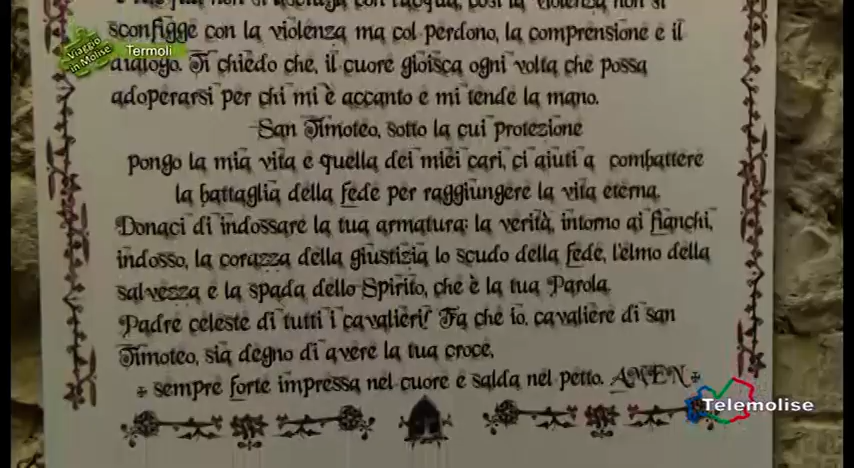 sconfigge con la violenza ma col perdono, la comprensione e il
dialogo. Ti chiedo che, il cuore gioisca ogni volta che possa
adoperarsi per chi mi è accanto e mi tende la mano.
San Timoteo, sotto la cui protezione
pongo la mia vita e quella dei miei cari, ci aiuti a combattere
la battaglia della fede per raggiungere la vita eterna.
Donaci di indossare la tua armatura: la verità, intorno ai fianchi,
indosso, la corazza della giustizia lo scudo della fede, l'elmo della
salvezza e la spada dello Spirito, che è la tua Parola.
Padre celeste di tutti i cavalieri! Fa che io, cavaliere di san
Timoteo, sia degno di avere la tua croce,
sempre forte impressa nel cuore e salda nel petto. AMEN
Viaggio
in Molise
Termoli
Telemolise